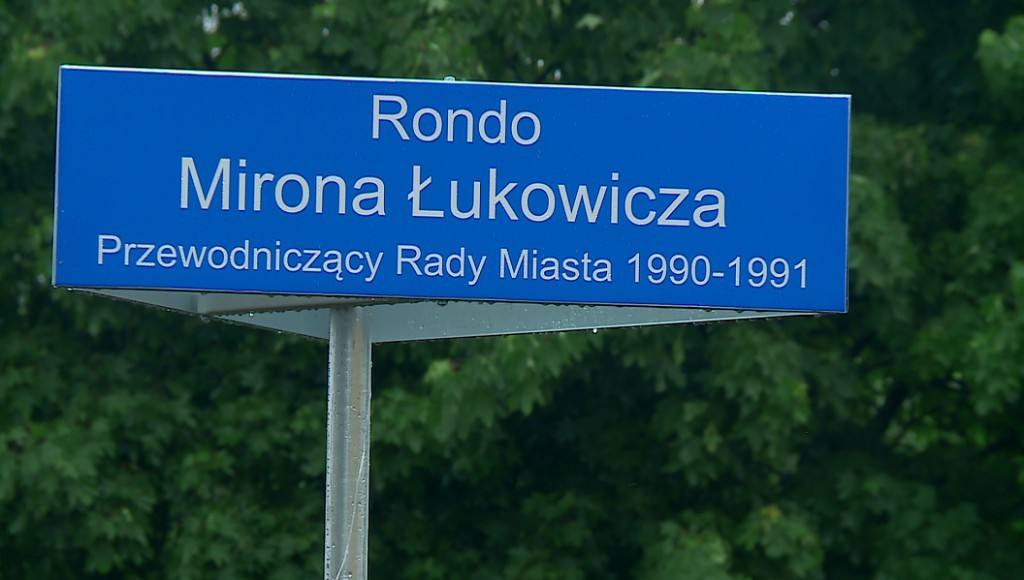 Rondo
Mirona Łukowicza
Przewodniczący Rady Miasta 1990-1991